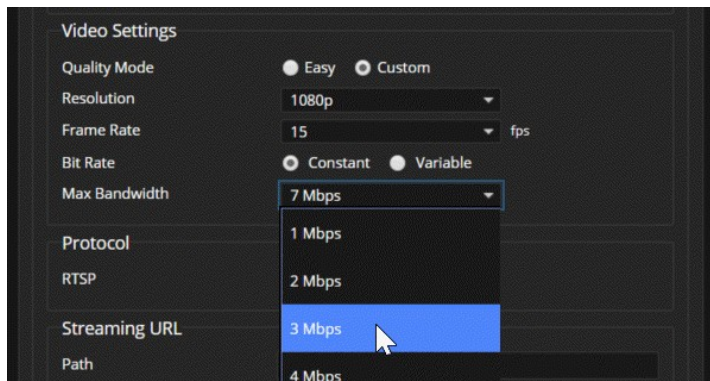 Video Settings
Quality Mode Easy Custom
Resolution 1080p
Frame Rate 15 fps
Bit Rate Constant Variable
Max Bandwidth 7 Mbps
1 Mbps
Protocol
RTSP 2 Mbps
Streaming URL 3 Mbps
Path 4 Mbps